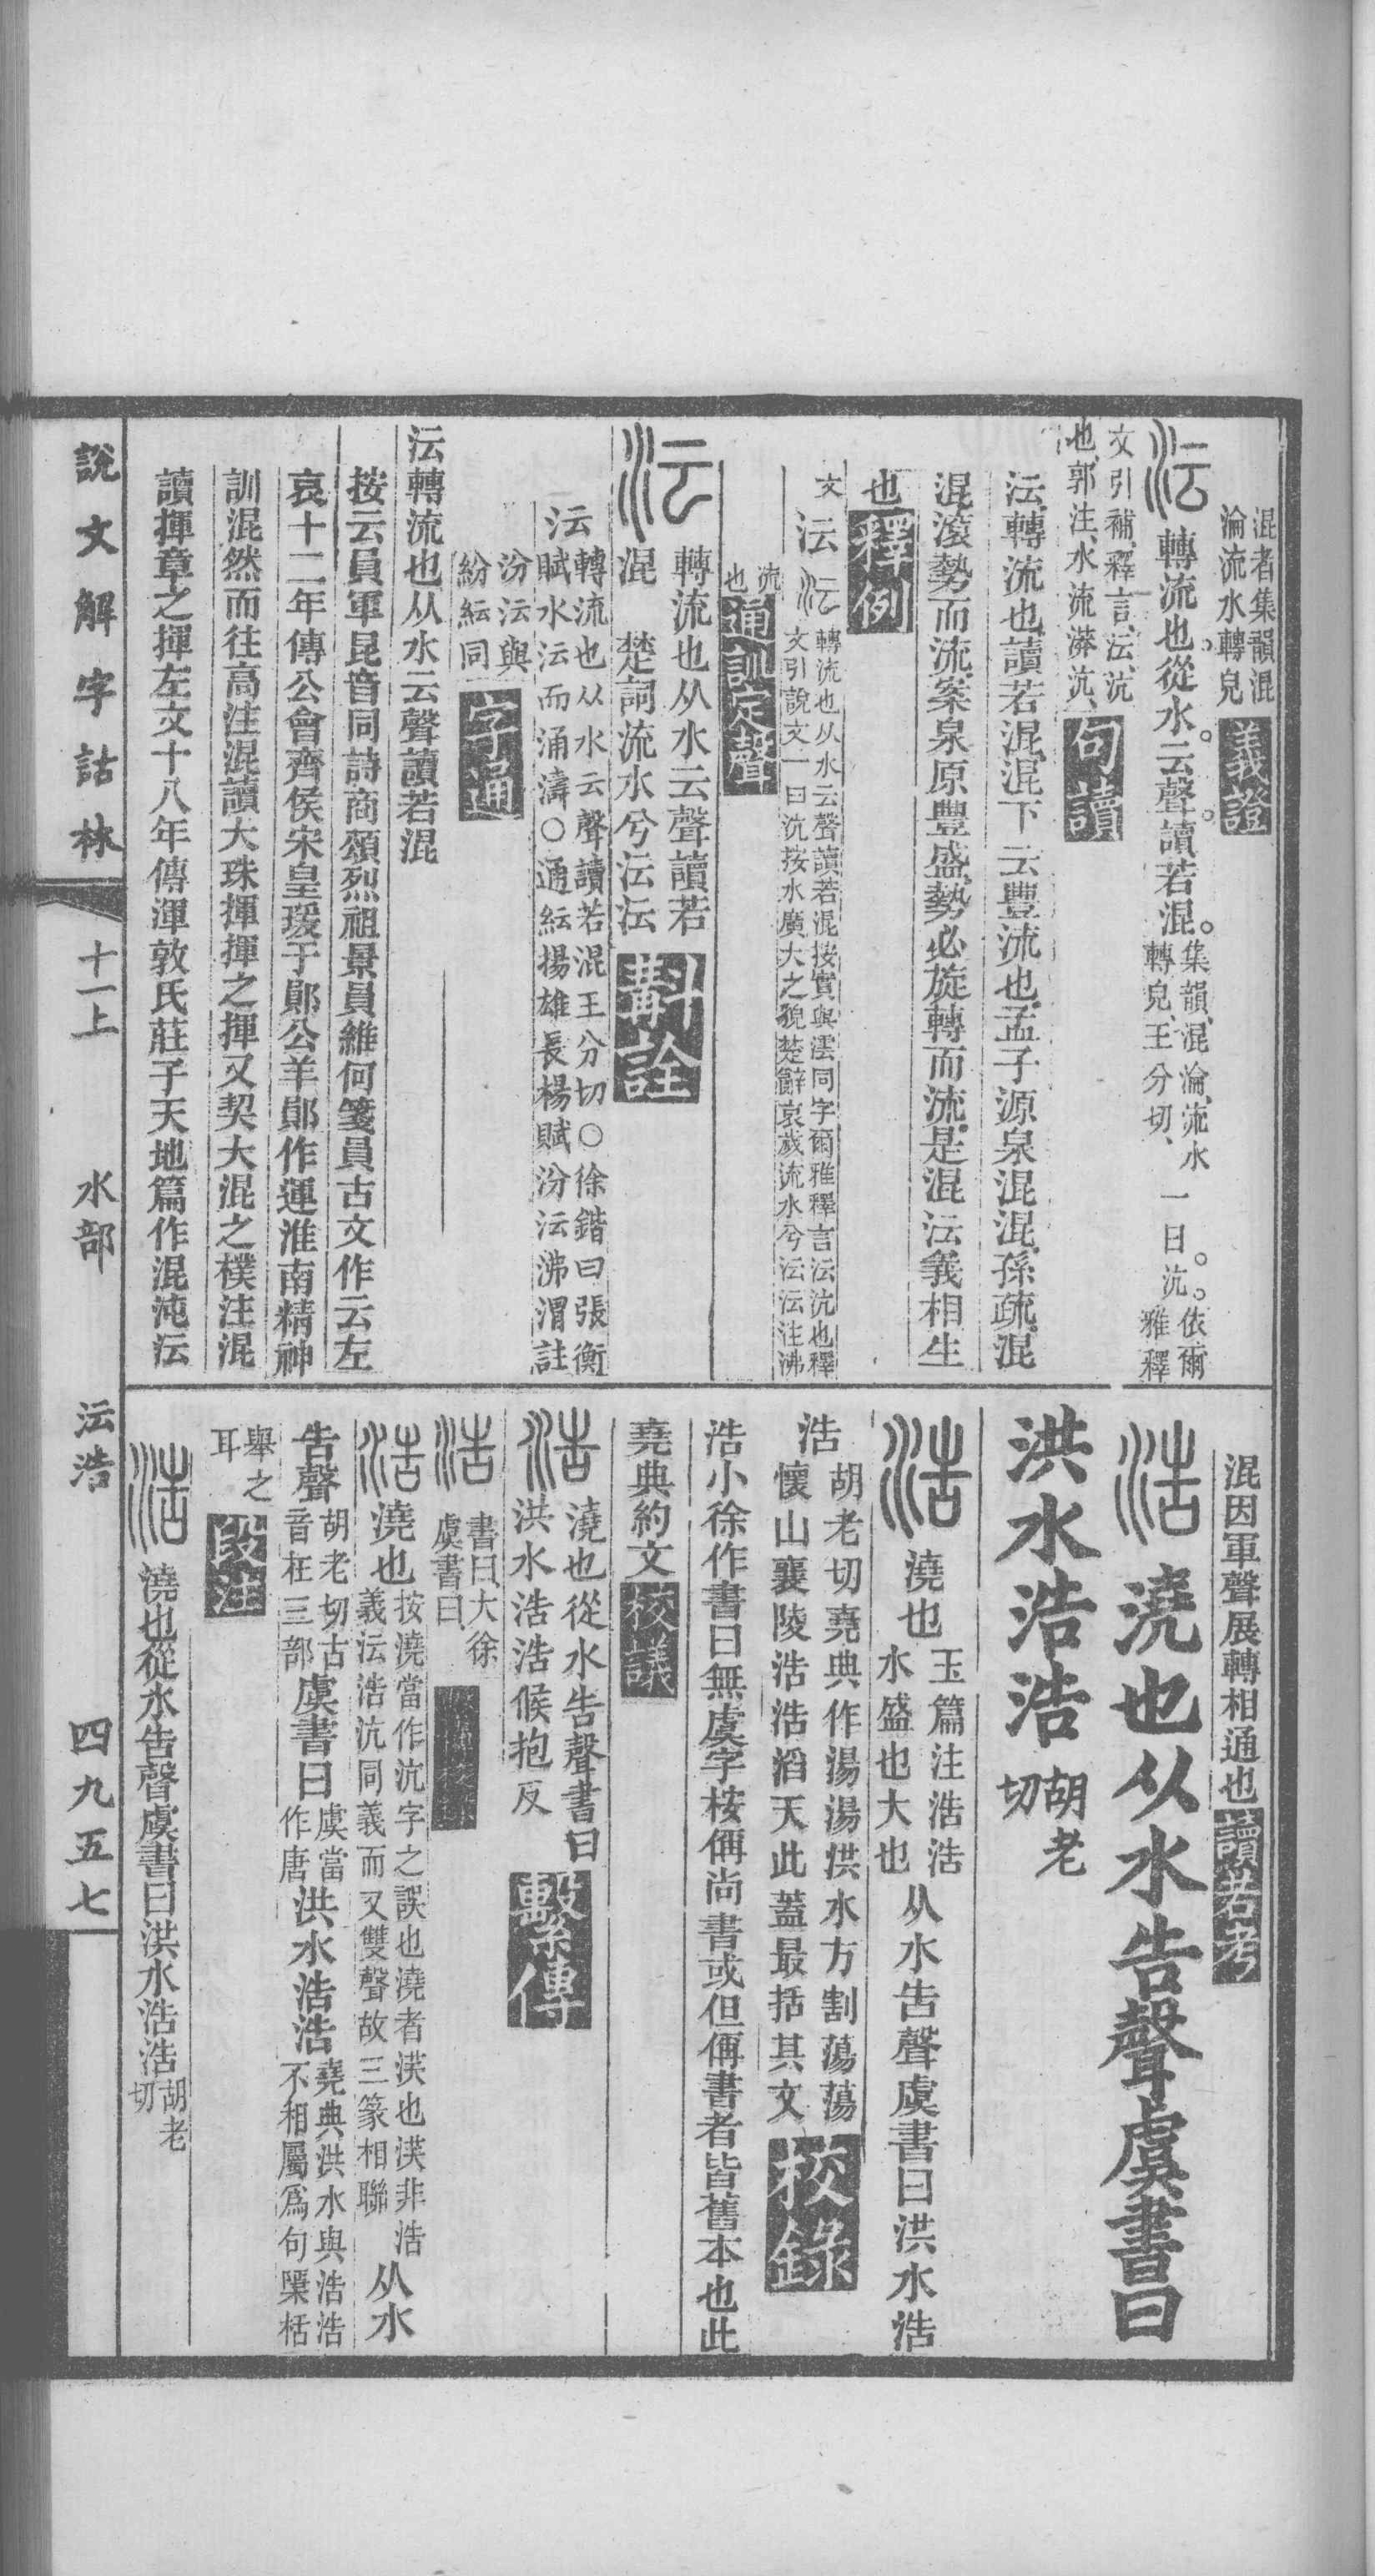 混者集韻混
淪流水轉皃
義證
沄 轉流也從水云聲讀若混
集韻混淪流水
轉皃王分切
一曰沆
依爾
雅釋
文引補釋言沄沆
也郭注水流漭沆
句讀
沄轉流也讀若混混下云豐流也孟子源泉混混孫疏混
混滾勢而流案泉原豐盛勢必旋轉而流是混沄義相生
也 釋例
沄 轉流也从水云聲讀若混按實與澐同字爾雅釋言沄沆也釋
文引說文一曰沆按水廣大之貌楚辭哀歲流水兮沄沄注沸
流
也
通訓定聲
沄 轉流也从水云聲讀若
混 楚詞流水兮沄沄
斠詮
沄 轉流也从水云聲讀若混王分切○徐鍇曰張衡
賦水沄而涌濤○通紜揚雄長楊賦汾沄沸渭註
汾沄與
紛紜同
字通
沄轉流也从水云聲讀若混
按云員軍昆音同詩商頌烈祖景員維何箋員古文作云左
哀十二年傳公會齊侯宋皇瑗于鄖公羊鄖作運淮南精神
訓混然而往高注混讀大珠揮揮之揮又契大混之樸注混
讀揮章之揮左文十八年傳渾敦氏莊子天地篇作混沌沄
混因軍聲展轉相通也 讀若考
浩 澆也从水告聲虞書曰
洪水浩浩 胡老
切
浩 澆也
玉篇注浩浩
水盛也大也
从水告聲虞書曰洪水浩
浩 胡老切堯典作湯湯洪水方割蕩蕩
懷山襄陵浩浩滔天此蓋最括其文
校錄
浩小徐作書曰無虞字桉偁尚書或但偁書者皆舊本也此
堯典約文 校議
浩 澆也從水告聲書曰
洪水浩浩候抱反
繫傳
浩 書曰大徐
虞書曰
浩 澆也
按澆當作沆字之誤也澆者渼也渼非浩
義沄浩沆同義而又雙聲故三篆相聯
从水
告聲
胡老切古
音在三部
虞書曰
虞當
作唐
洪水浩浩
堯典洪水與浩浩
不相屬爲句櫽栝
舉之
耳
段注
浩 澆也從水告聲虞書曰洪水浩浩
胡老
切
說文解字詁林 十一上 水部 沄浩 四九五七